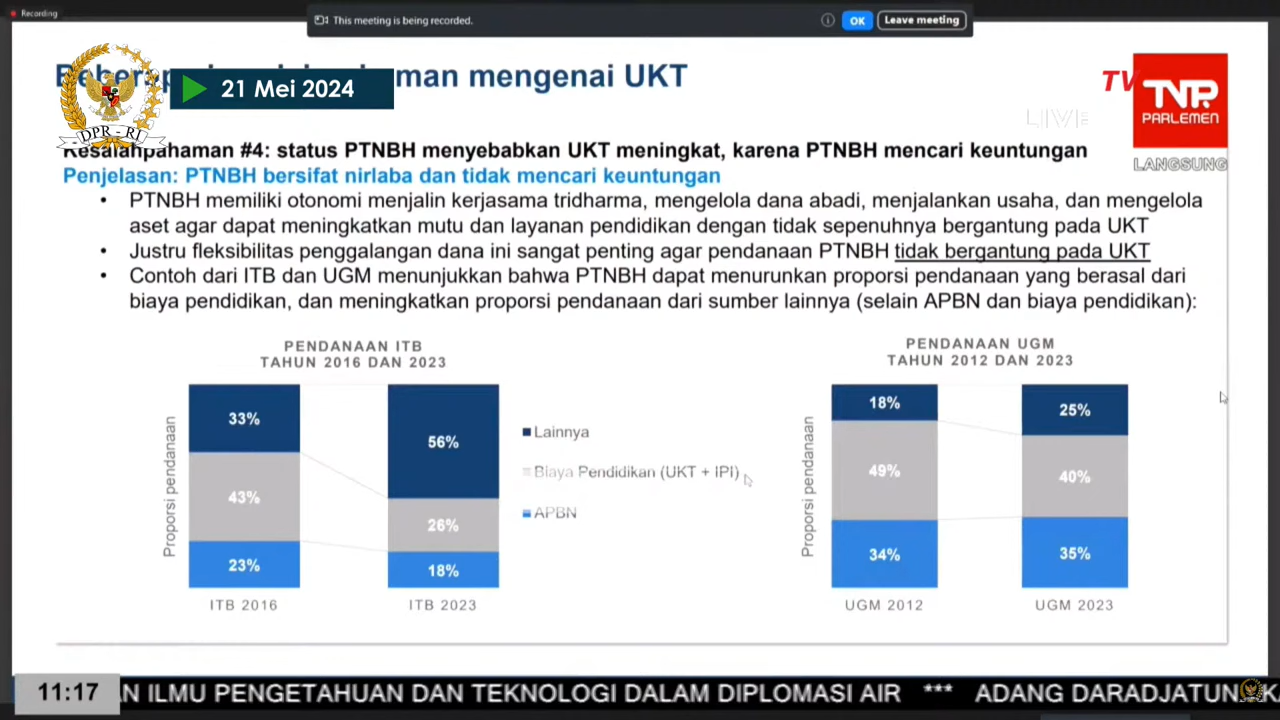 Recording
This meeting is being recorded.
OK
Leave meeting
mengenai UKT
21 Mei 2024
DPR - RI
TV
LIVE
TVP.
PARLEMEN
LANGSUNG
Kesalahpahaman #4: status PTNBH menyebabkan UKT meningkat, karena PTNBH mencari keuntungan
Penjelasan: PTNBH bersifat nirlaba dan tidak mencari keuntungan
• PTNBH memiliki otonomi menjalin kerjasama tridharma, mengelola dana abadi, menjalankan usaha, dan mengelola
aset agar dapat meningkatkan mutu dan layanan pendidikan dengan tidak sepenuhnya bergantung pada UKT
• Justru fleksibilitas penggalangan dana ini sangat penting agar pendanaan PTNBH tidak bergantung pada UKT
• Contoh dari ITB dan UGM menunjukkan bahwa PTNBH dapat menurunkan proporsi pendanaan yang berasal dari
biaya pendidikan, dan meningkatkan proporsi pendanaan dari sumber lainnya (selain APBN dan biaya pendidikan):
PENDANAAN ITB
TAHUN 2016 DAN 2023
Proporsi pendanaan
33%
43%
23%
56%
26%
18%
ITB 2016
ITB 2023
Lainnya
Biaya Pendidikan (UKT + IPI)
APBN
PENDANAAN UGM
TAHUN 2012 DAN 2023
Proporsi pendanaan
18%
49%
34%
25%
40%
35%
UGM 2012
UGM 2023
11:17
AN ILMU PENGETAHUAN DAN TEKNOLOGI DALAM DIPLOMASI AIR *** ADANG DARADJATUN